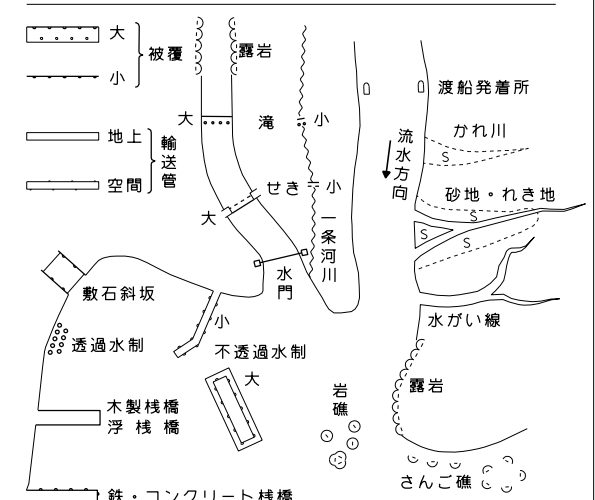 大
被覆
小
地上
輸送管
空間
露岩
大
滝
小
せき
小
大
一条河川
水門
渡船発着所
流水方向
かれ川
S
砂地・れき地
S
S
S
水がい線
敷石斜坂
小
透過水制
不透過水制
大
岩礁
露岩
木製桟橋
浮桟橋
さんご礁
鉄・コンクリート桟橋